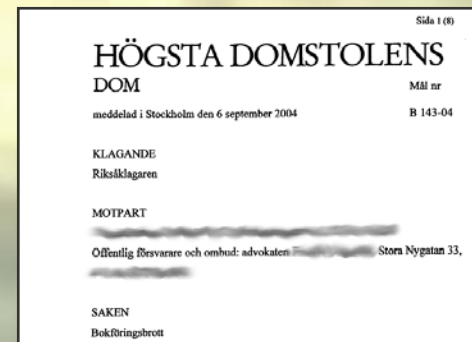 Sida 1 (8)
HÖGSTA DOMSTOLENS
DOM
Mål nr
meddelad i Stockholm den 6 september 2004
B 143-04
KLAGANDE
Riksåklagaren
MOTPART
Offentlig försvarare och ombud: advokaten Stora Nygatan 33,
SAKEN
Bokföringsbrott